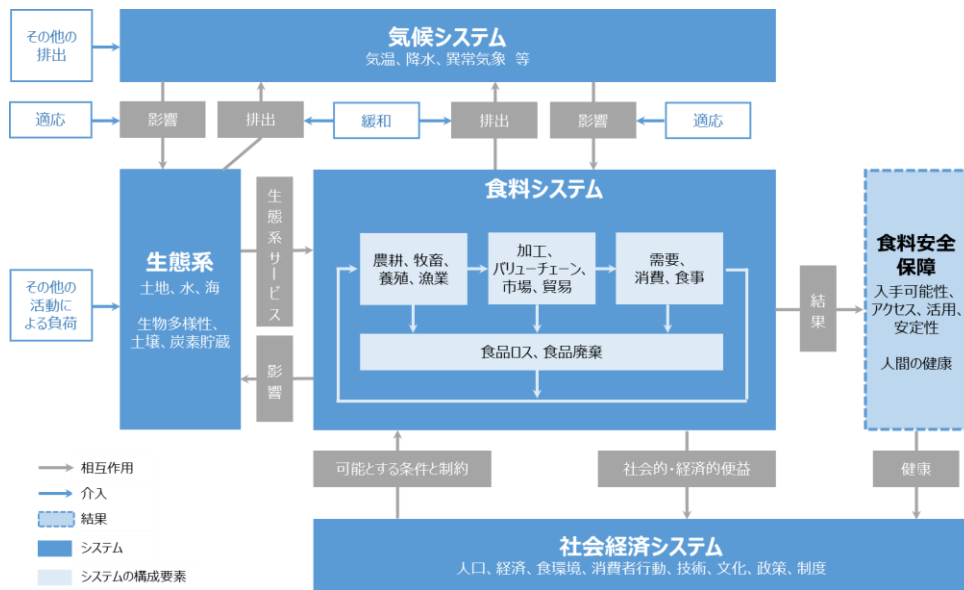 その他の
排出
気候システム
気温、降水、異常気象 等
適応
影響
排出
緩和
排出
影響
適応
生態系
土地、水、海
生物多様性、
土壌、炭素貯蔵
その他の
活動に
よる負荷
生態系サービス
影響
食料システム
農耕、牧畜、
養殖、漁業
加工、
バリューチェーン、
市場、貿易
需要、
消費、食事
食品ロス、食品廃棄
結果
食料安全
保障
入手可能性、
アクセス、活用、
安定性
人間の健康
可能とする条件と制約
社会的・経済的便益
健康
社会経済システム
人口、経済、食環境、消費者行動、技術、文化、政策、制度
相互作用
介入
結果
システム
システムの構成要素